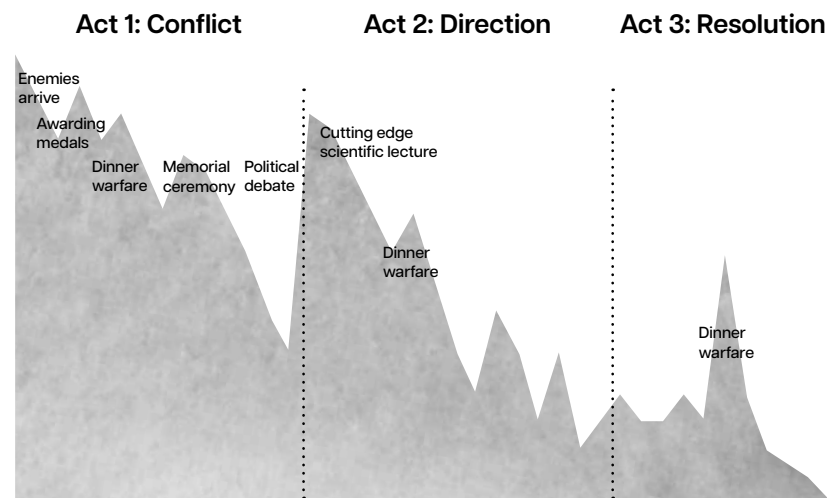 Act 1: Conflict
Act 2: Direction
Act 3: Resolution
Enemies
arrive
Awarding
medals
Dinner
warfare
Memorial
ceremony
Political
debate
Cutting edge
scientific lecture
Dinner
warfare
Dinner
warfare